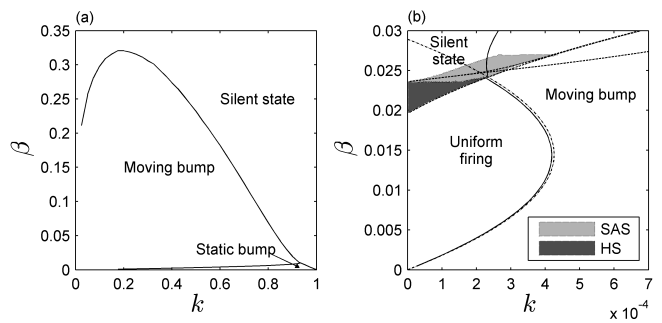 (a)
0.35
0.3
0.25
0.2
0.15
0.1
0.05
0
β
Silent state
Moving bump
Static bump
0.2 0.4 0.6 0.8 1
k
(b)
0.03
0.025
0.02
0.015
0.01
0.005
0
β
Silent
state
Moving bump
Uniform
firing
SAS
HS
0 1 2 3 4 5 6 7
k
x 10⁻⁴